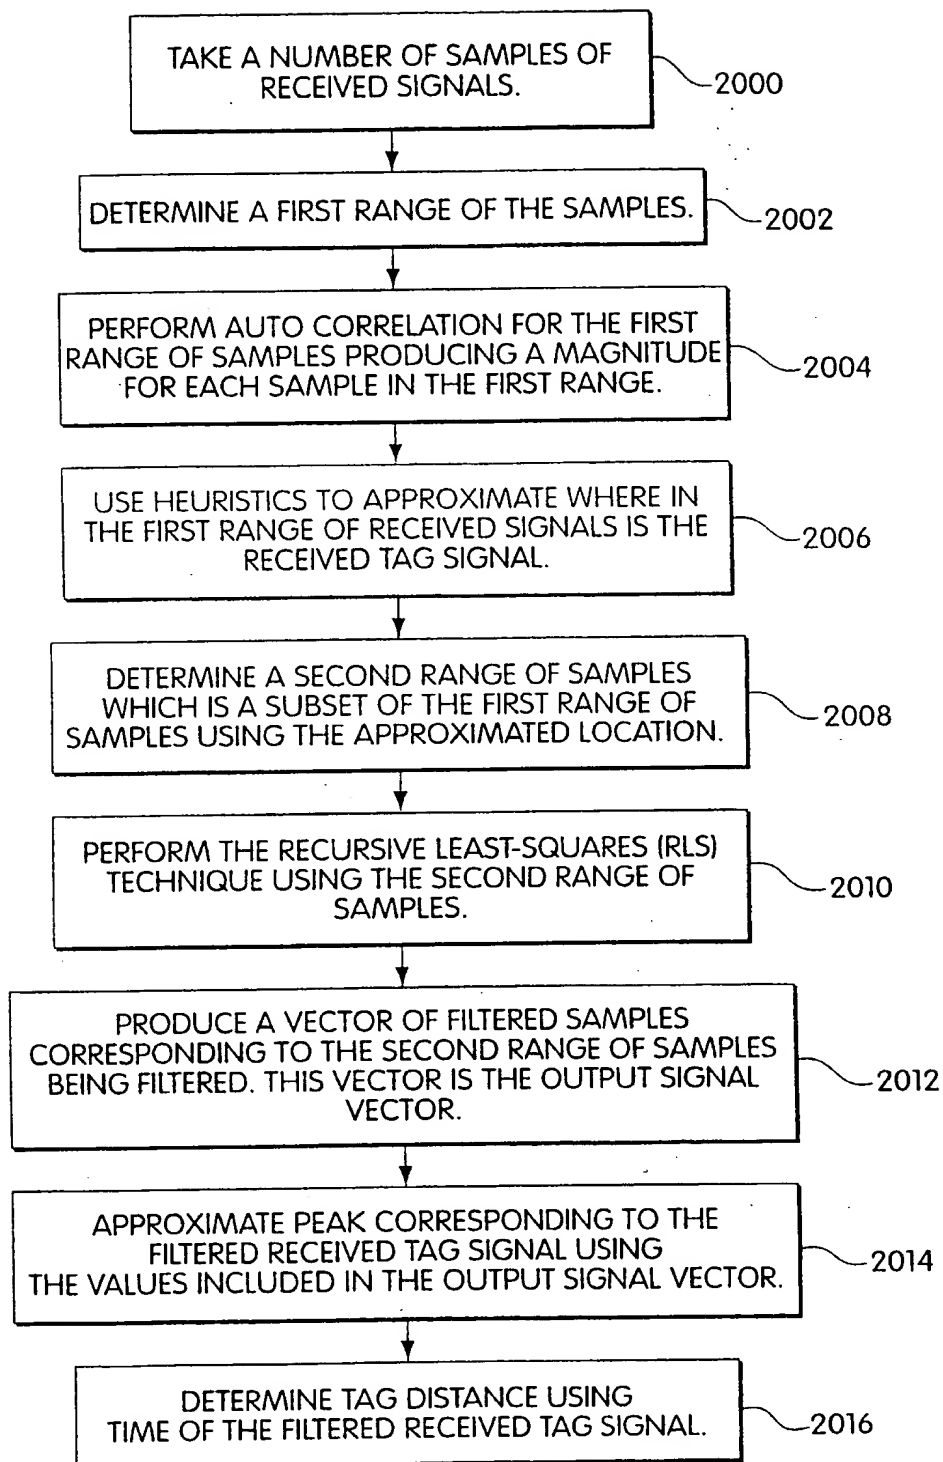 TAKE A NUMBER OF SAMPLES OF
RECEIVED SIGNALS.
2000
DETERMINE A FIRST RANGE OF THE SAMPLES.
2002
PERFORM AUTO CORRELATION FOR THE FIRST
RANGE OF SAMPLES PRODUCING A MAGNITUDE
FOR EACH SAMPLE IN THE FIRST RANGE.
2004
USE HEURISTICS TO APPROXIMATE WHERE IN
THE FIRST RANGE OF RECEIVED SIGNALS IS THE
RECEIVED TAG SIGNAL.
2006
DETERMINE A SECOND RANGE OF SAMPLES
WHICH IS A SUBSET OF THE FIRST RANGE OF
SAMPLES USING THE APPROXIMATED LOCATION.
2008
PERFORM THE RECURSIVE LEAST-SQUARES (RLS)
TECHNIQUE USING THE SECOND RANGE OF
SAMPLES.
2010
PRODUCE A VECTOR OF FILTERED SAMPLES
CORRESPONDING TO THE SECOND RANGE OF SAMPLES
BEING FILTERED. THIS VECTOR IS THE OUTPUT SIGNAL
VECTOR.
2012
APPROXIMATE PEAK CORRESPONDING TO THE
FILTERED RECEIVED TAG SIGNAL USING
THE VALUES INCLUDED IN THE OUTPUT SIGNAL VECTOR.
2014
DETERMINE TAG DISTANCE USING
TIME OF THE FILTERED RECEIVED TAG SIGNAL.
2016